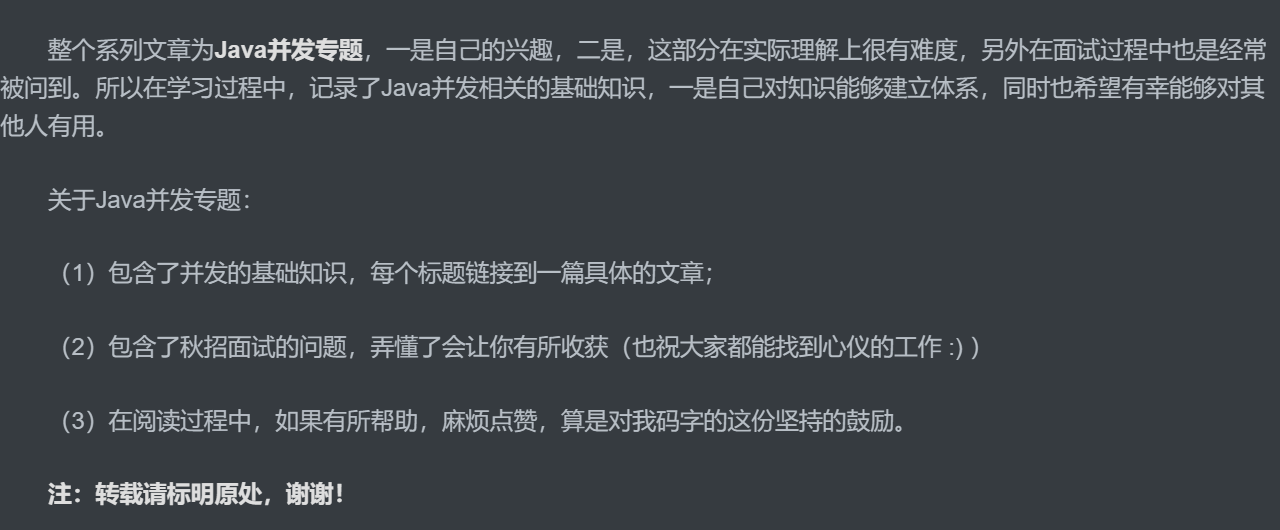 整个系列文章为Java并发专题，一是自己的兴趣，二是，这部分在实际理解上很有难度，另外在面试过程中也是经常
被问到。所以在学习过程中，记录了Java并发相关的基础知识，一是自己对知识能够建立体系，同时也希望有幸能够对其
他人有用。
关于Java并发专题：
（1）包含了并发的基础知识，每个标题链接到一篇具体的文章；
（2）包含了秋招面试的问题，弄懂了会让你有所收获（也祝大家都能找到心仪的工作 :) ）
（3）在阅读过程中，如果有所帮助，麻烦点赞，算是对我码字的这份坚持的鼓励。
注：转载请标明原处，谢谢！